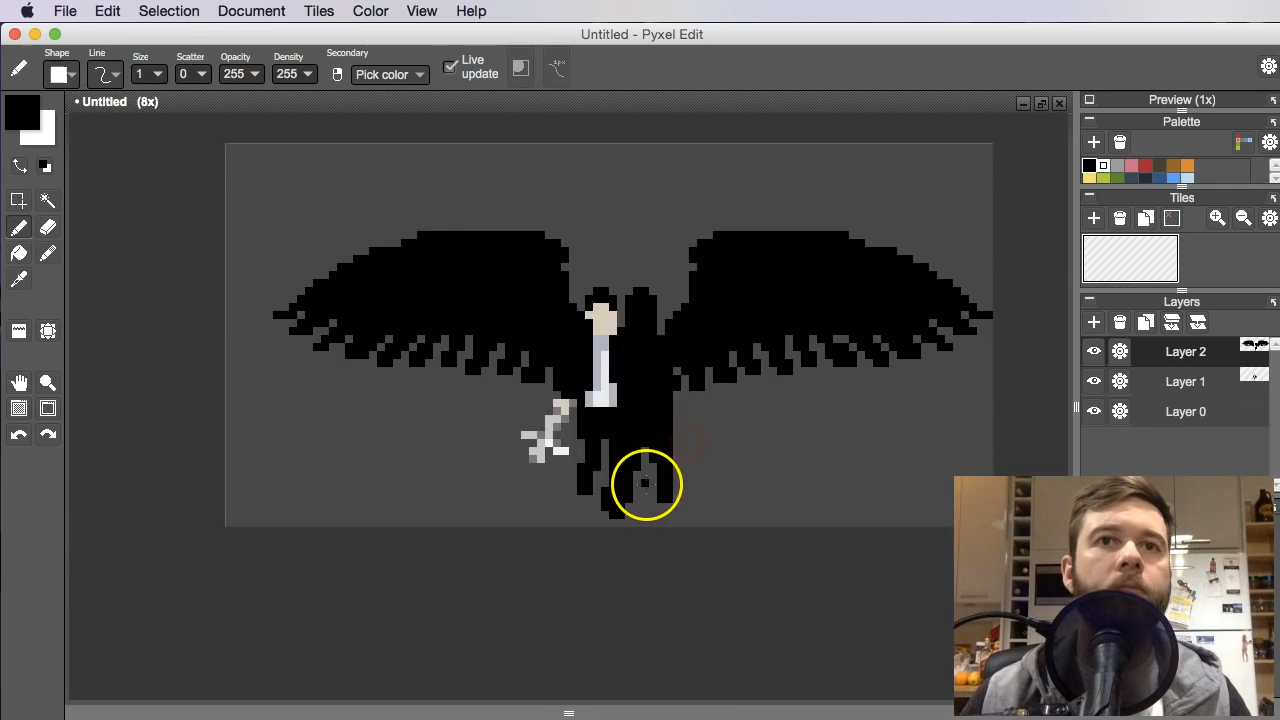 File Edit Selection Document Tiles Color View Help
Untitled - Pyxel Edit
Shape Line Size Scatter Opacity Density Secondary
1 0 255 255 Pick color Live update
• Untitled (8x)
Preview (1x)
Palette
Tiles
Layers
Layer 2
Layer 1
Layer 0